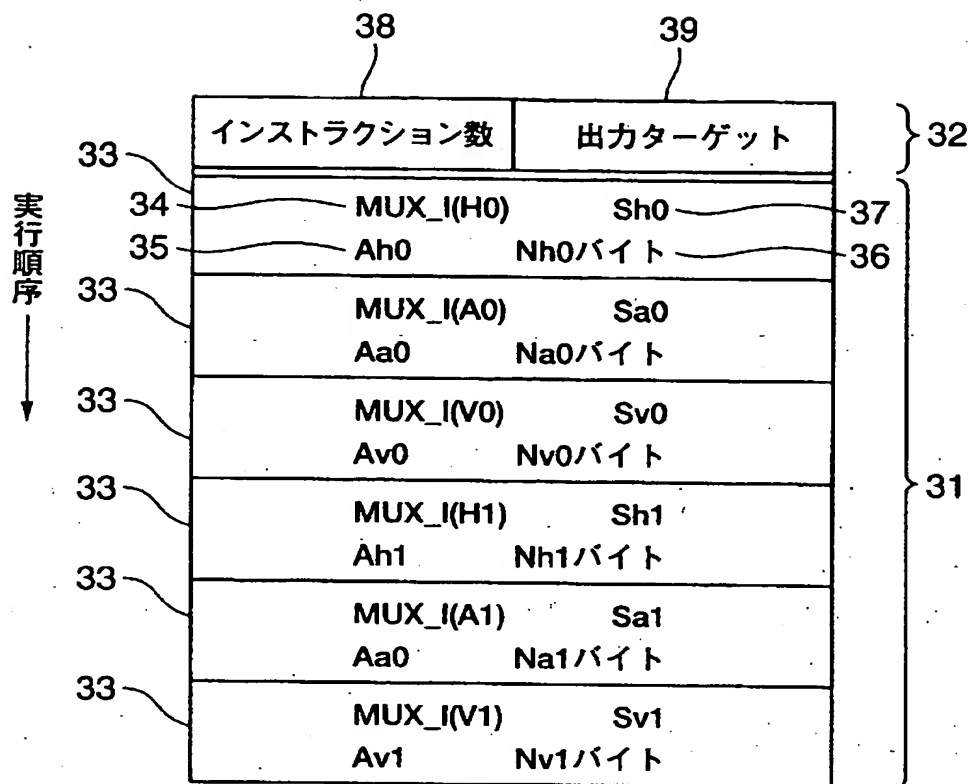 38 39
インストラクション数 出力ターゲット 32
33
実行順序
34 MUX_I(H0) Sh0 37
35 Ah0 Nh0バイト 36
33 MUX_I(A0) Sa0
Aa0 Na0バイト
33 MUX_I(V0) Sv0
Av0 Nv0バイト
31
33 MUX_I(H1) Sh1
Ah1 Nh1バイト
33 MUX_I(A1) Sa1
Aa0 Na1バイト
33 MUX_I(V1) Sv1
Av1 Nv1バイト